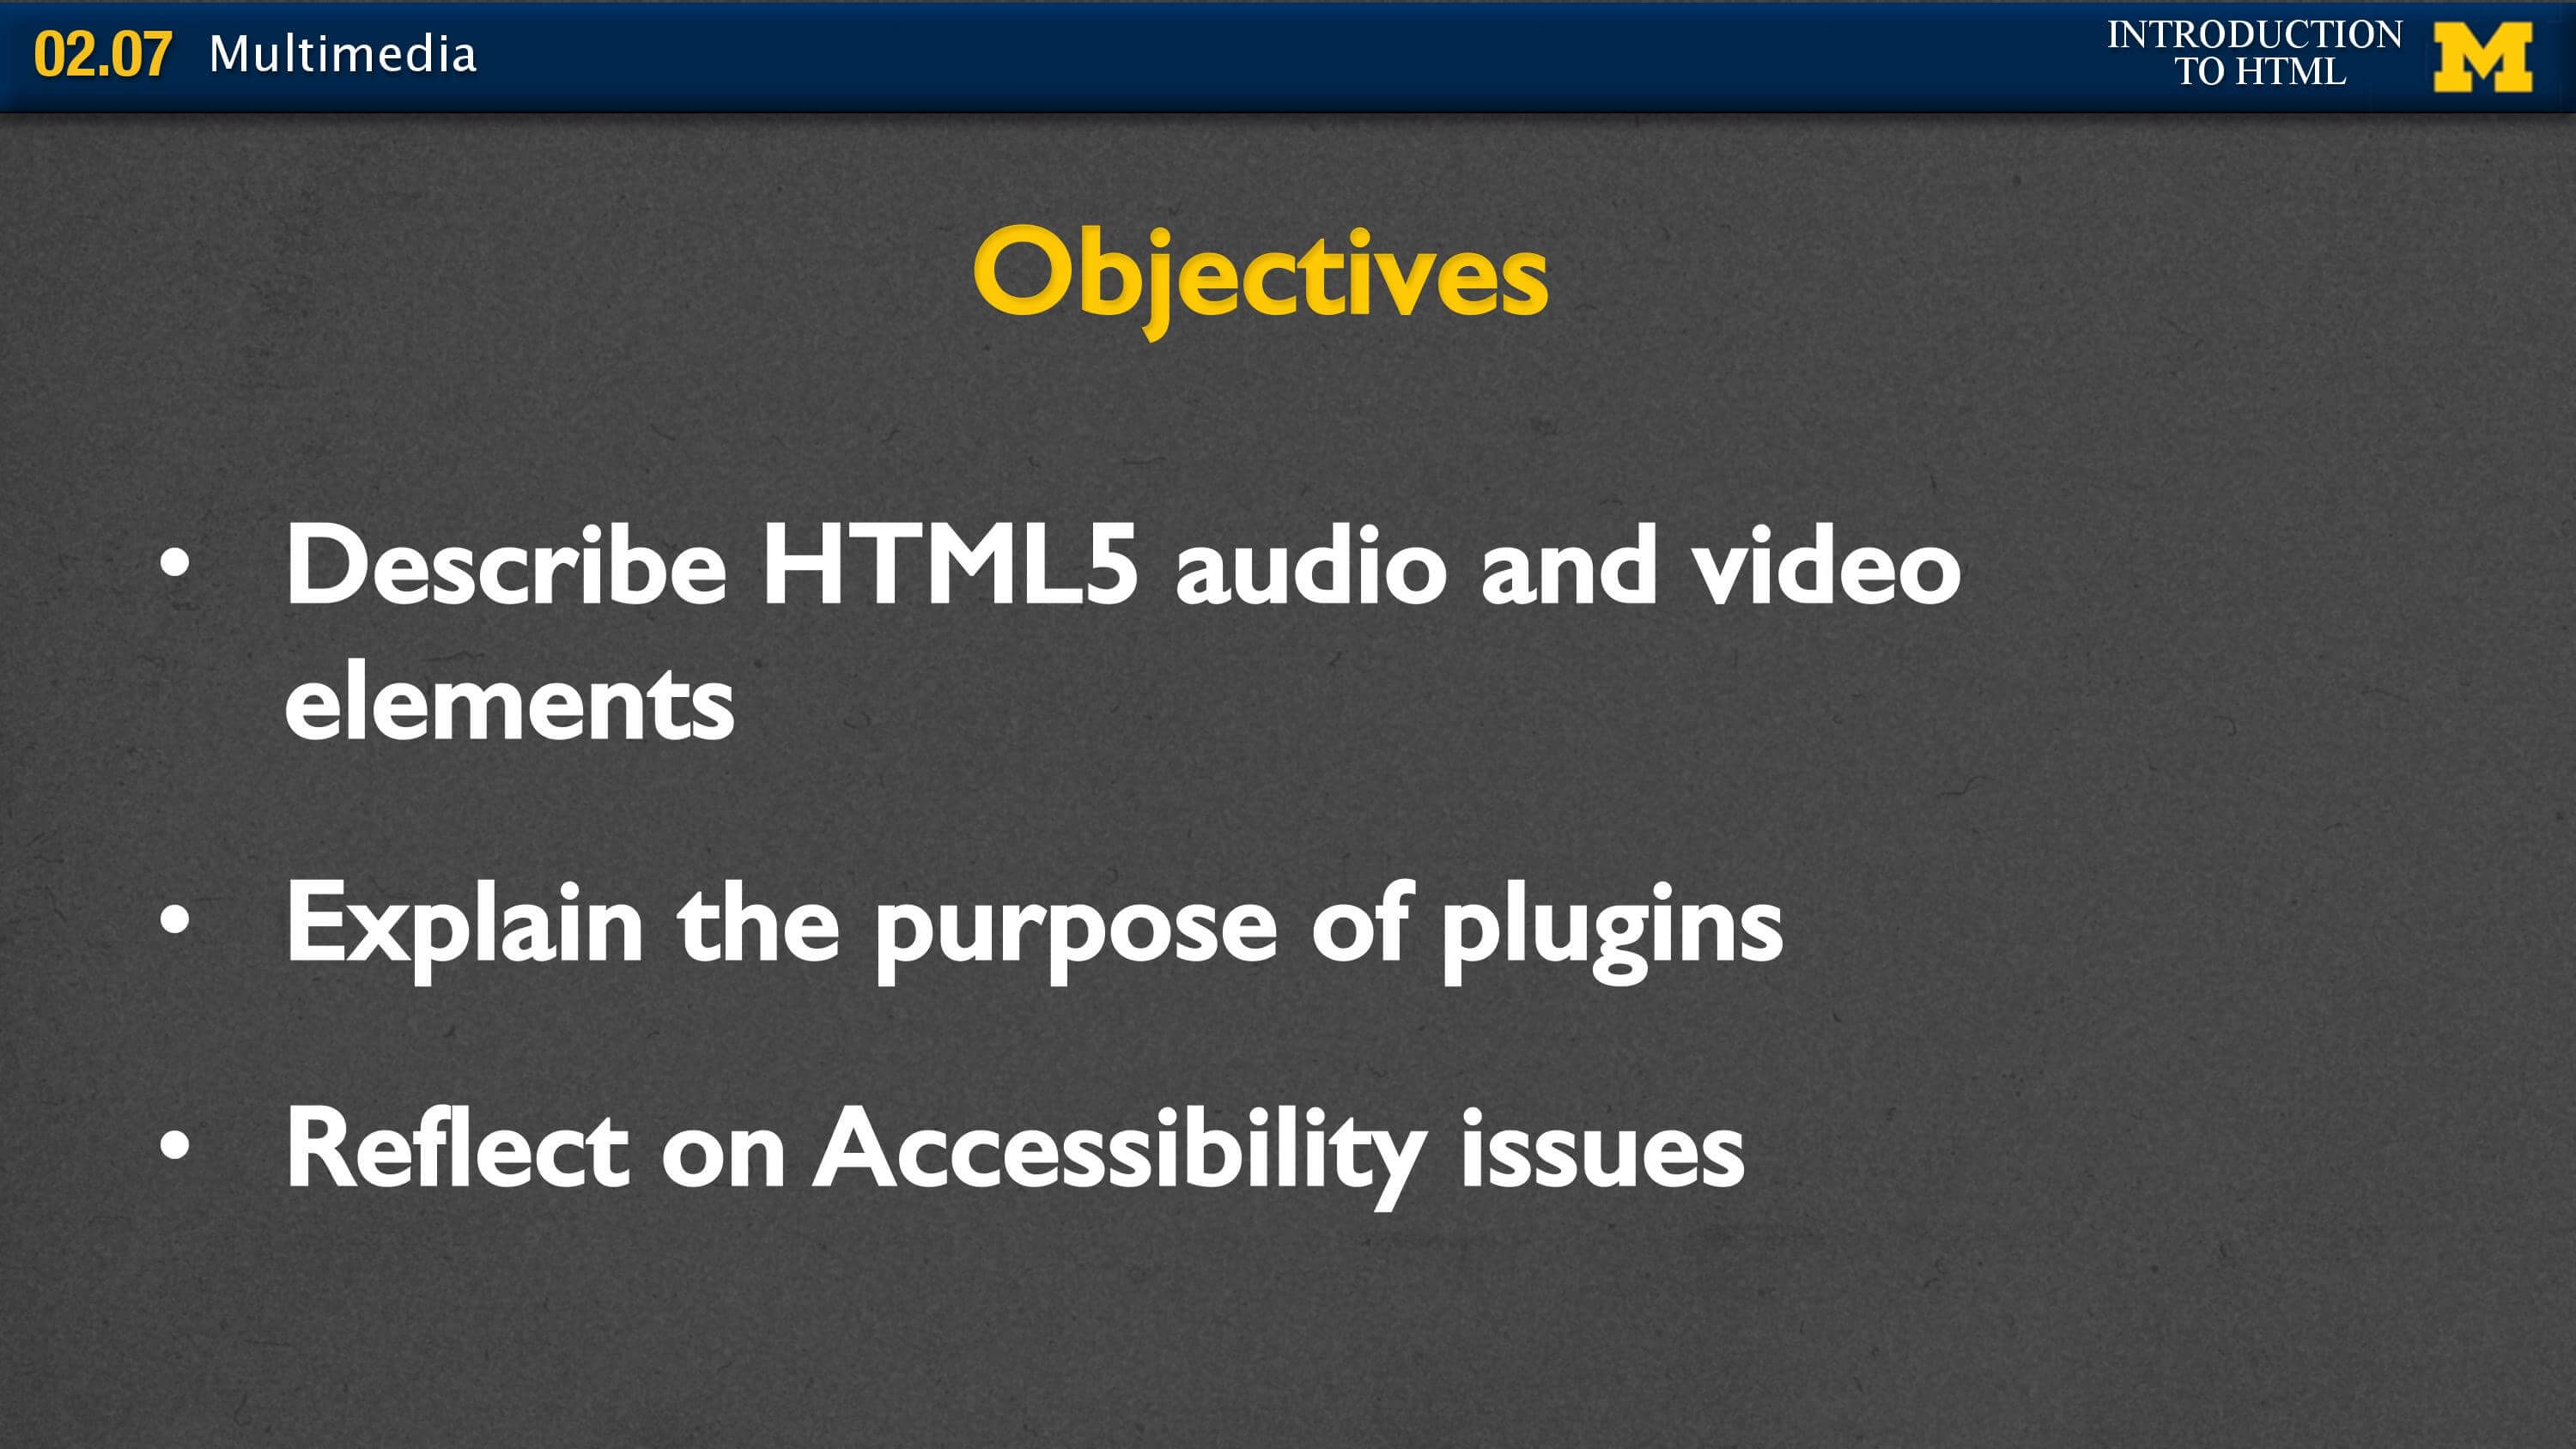 02.07 Multimedia
INTRODUCTION
TO HTML
M
Objectives
• Describe HTML5 audio and video
elements
• Explain the purpose of plugins
• Reflect on Accessibility issues